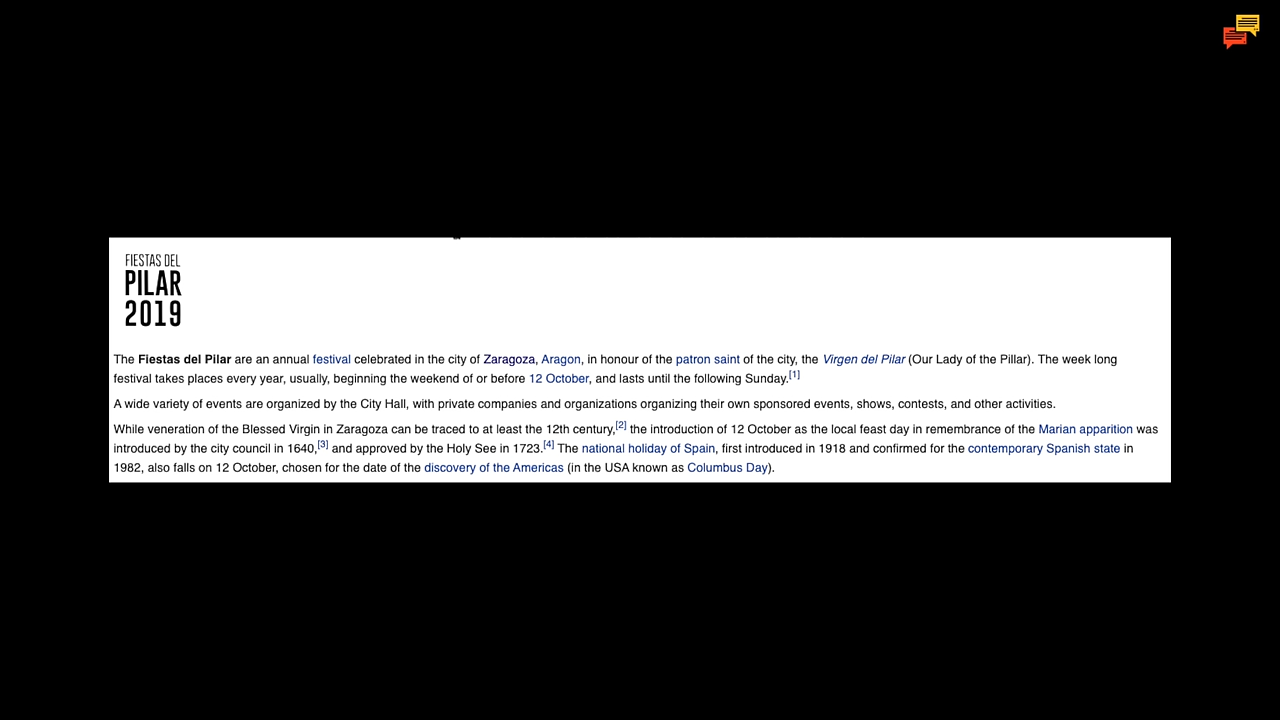 FIESTAS DEL
PILAR
2019
The Fiestas del Pilar are an annual festival celebrated in the city of Zaragoza, Aragon, in honour of the patron saint of the city, the Virgen del Pilar (Our Lady of the Pillar). The week long
festival takes places every year, usually, beginning the weekend of or before 12 October, and lasts until the following Sunday.[1]
A wide variety of events are organized by the City Hall, with private companies and organizations organizing their own sponsored events, shows, contests, and other activities.
While veneration of the Blessed Virgin in Zaragoza can be traced to at least the 12th century,[2] the introduction of 12 October as the local feast day in remembrance of the Marian apparition was
introduced by the city council in 1640,[3] and approved by the Holy See in 1723.[4] The national holiday of Spain, first introduced in 1918 and confirmed for the contemporary Spanish state in
1982, also falls on 12 October, chosen for the date of the discovery of the Americas (in the USA known as Columbus Day).